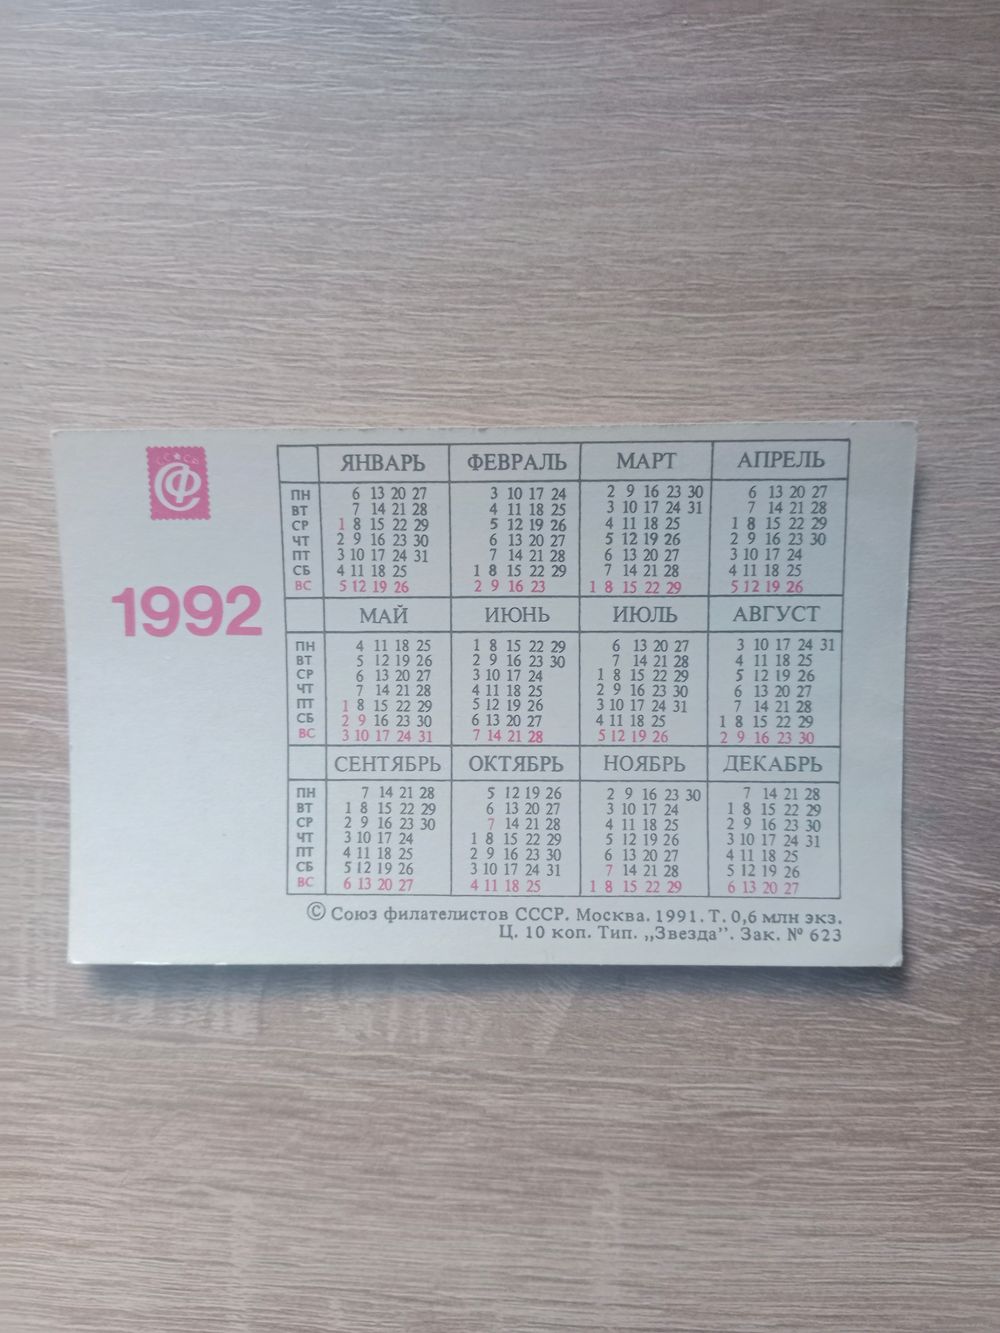 СССР
СФ
1992
ЯНВАРЬ ФЕВРАЛЬ МАРТ АПРЕЛЬ
ПН 6 13 20 27 3 10 17 24 2 9 16 23 30 6 13 20 27
ВТ 7 14 21 28 4 11 18 25 3 10 17 24 31 7 14 21 28
СР 1 8 15 22 29 5 12 19 26 4 11 18 25 1 8 15 22 29
ЧТ 2 9 16 23 30 6 13 20 27 5 12 19 26 2 9 16 23 30
ПТ 3 10 17 24 31 7 14 21 28 6 13 20 27 3 10 17 24
СБ 4 11 18 25 1 8 15 22 29 7 14 21 28 4 11 18 25
ВС 5 12 19 26 2 9 16 23 1 8 15 22 29 5 12 19 26
МАЙ ИЮНЬ ИЮЛЬ АВГУСТ
ПН 4 11 18 25 1 8 15 22 29 6 13 20 27 3 10 17 24 31
ВТ 5 12 19 26 2 9 16 23 30 7 14 21 28 4 11 18 25
СР 6 13 20 27 3 10 17 24 1 8 15 22 29 5 12 19 26
ЧТ 7 14 21 28 4 11 18 25 2 9 16 23 30 6 13 20 27
ПТ 1 8 15 22 29 5 12 19 26 3 10 17 24 31 7 14 21 28
СБ 2 9 16 23 30 6 13 20 27 4 11 18 25 1 8 15 22 29
ВС 3 10 17 24 31 7 14 21 28 5 12 19 26 2 9 16 23 30
СЕНТЯБРЬ ОКТЯБРЬ НОЯБРЬ ДЕКАБРЬ
ПН 7 14 21 28 5 12 19 26 2 9 16 23 30 7 14 21 28
ВТ 1 8 15 22 29 6 13 20 27 3 10 17 24 1 8 15 22 29
СР 2 9 16 23 30 7 14 21 28 4 11 18 25 2 9 16 23 30
ЧТ 3 10 17 24 1 8 15 22 29 5 12 19 26 3 10 17 24 31
ПТ 4 11 18 25 2 9 16 23 30 6 13 20 27 4 11 18 25
СБ 5 12 19 26 3 10 17 24 31 7 14 21 28 5 12 19 26
ВС 6 13 20 27 4 11 18 25 1 8 15 22 29 6 13 20 27
© Союз филателистов СССР. Москва. 1991. Т. 0,6 млн экз.
Ц. 10 коп. Тип. „Звезда”. Зак. № 623